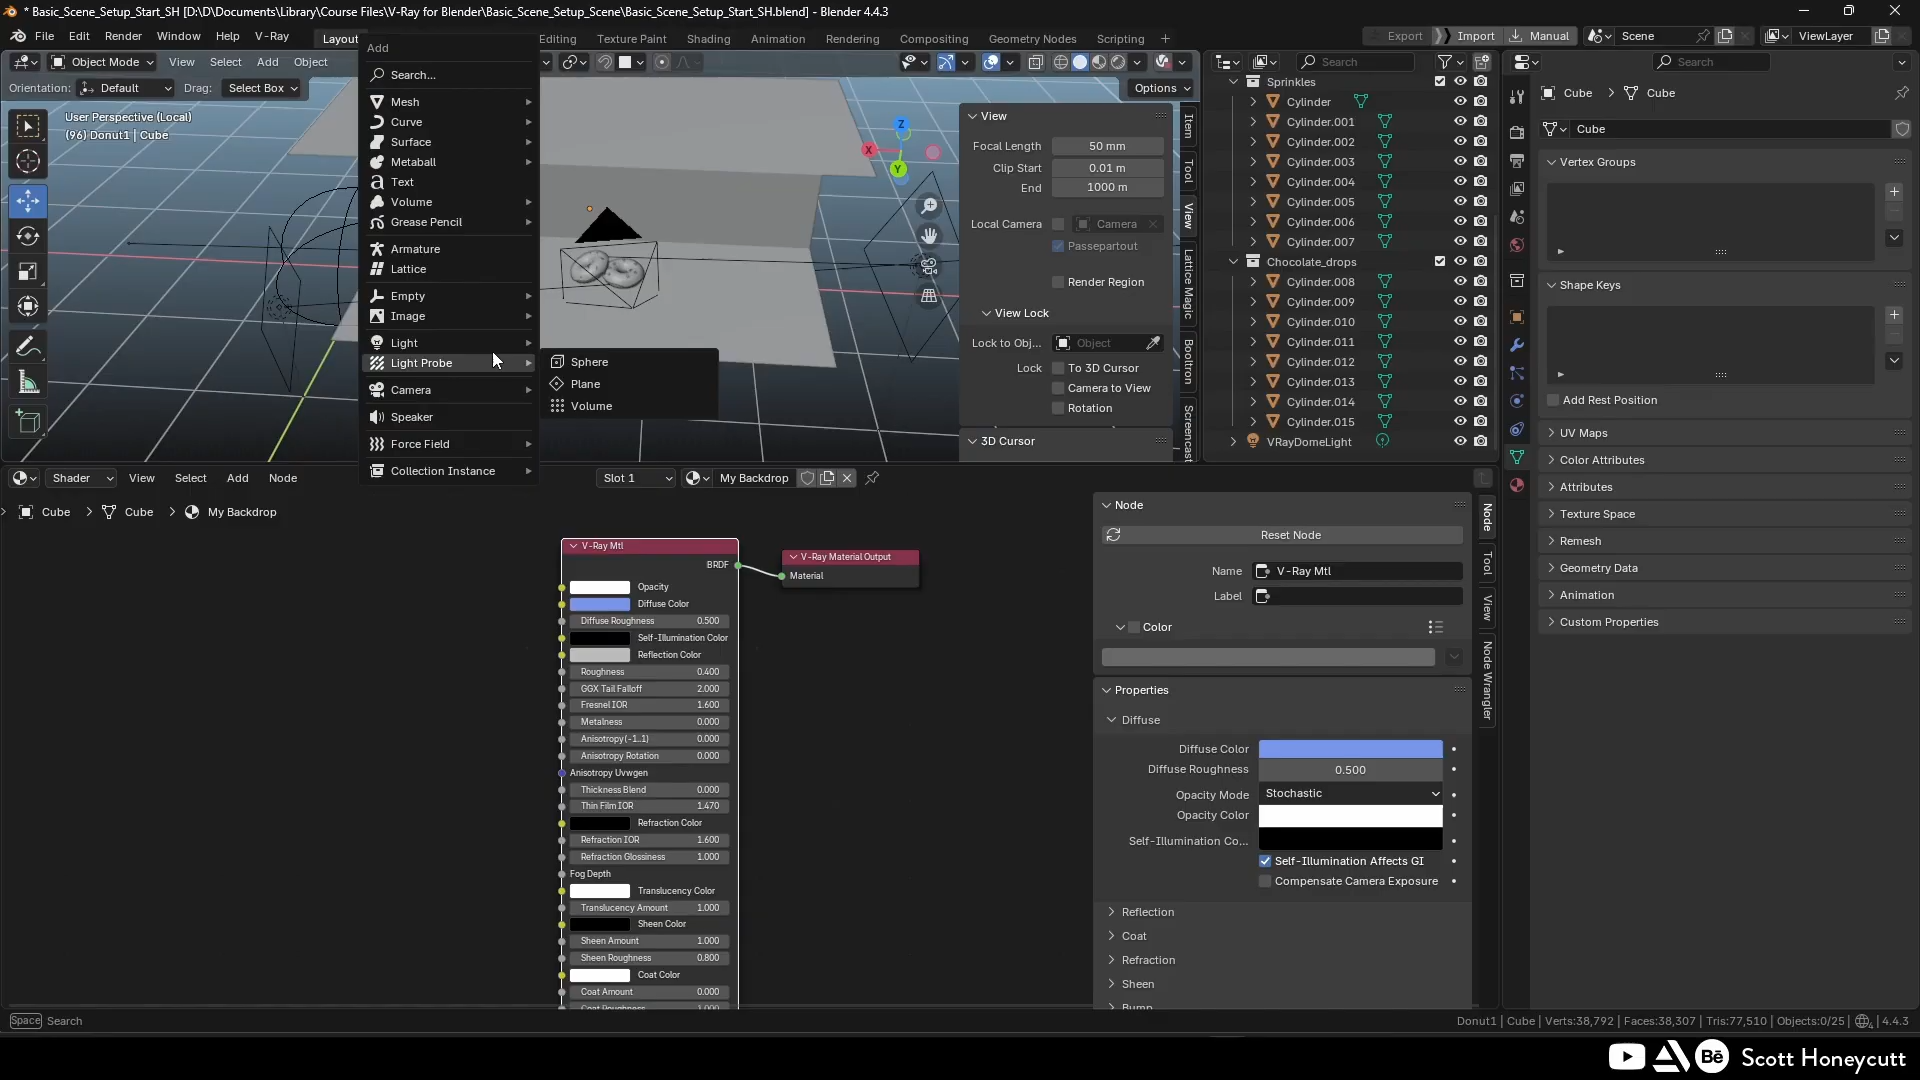 * Basic_Scene_Setup_Start_SH [D:\D\Documents\Library\Course Files\V-Ray for Blender\Basic_Scene_Setup_Scene\Basic_Scene_Setup_Start_SH.blend] - Blender 4.4.3
File Edit Render Window Help V-Ray Layout Editing Texture Paint Shading Animation Rendering Compositing Geometry Nodes Scripting + Export Import Manual Scene ViewLayer
Object Mode View Select Add Object
Orientation: Default Drag: Select Box Options
User Perspective (Local)
(96) Donut1 | Cube
Add
Search...
Mesh
Curve
Surface
Metaball
Text
Volume
Grease Pencil
Armature
Lattice
Empty
Image
Light
Light Probe
Camera
Speaker
Force Field
Collection Instance
Sphere
Plane
Volume
X
Y
Z
View
Focal Length 50 mm
Clip Start 0.01 m
End 1000 m
Local Camera Camera
Passepartout
Render Region
View Lock
Lock to Obj... Object
Lock To 3D Cursor
Camera to View
Rotation
3D Cursor
Item
Tool
View
Lattice Magic
Booltron
Screencast
Search
Sprinkles
Cylinder
Cylinder.001
Cylinder.002
Cylinder.003
Cylinder.004
Cylinder.005
Cylinder.006
Cylinder.007
Chocolate_drops
Cylinder.008
Cylinder.009
Cylinder.010
Cylinder.011
Cylinder.012
Cylinder.013
Cylinder.014
Cylinder.015
VRayDomeLight
Search
Cube > Cube
Cube
Vertex Groups
Shape Keys
Add Rest Position
UV Maps
Color Attributes
Attributes
Texture Space
Remesh
Geometry Data
Animation
Custom Properties
Shader View Select Add Node Slot 1 My Backdrop
Cube > Cube > My Backdrop
V-Ray Mtl
BRDF
Opacity
Diffuse Color
Diffuse Roughness 0.500
Self-Illumination Color
Reflection Color
Roughness 0.400
GGX Tail Falloff 2.000
Fresnel IOR 1.600
Metalness 0.000
Anisotropy(-1..1) 0.000
Anisotropy Rotation 0.000
Anisotropy Uvwgen
Thickness Blend 0.000
Thin Film IOR 1.470
Refraction Color
Refraction IOR 1.600
Refraction Glossiness 1.000
Fog Depth
Translucency Color
Translucency Amount 1.000
Sheen Color
Sheen Amount 1.000
Sheen Roughness 0.800
Coat Color
Coat Amount 0.000
Coat Roughness 1.000
V-Ray Material Output
Material
Node
Reset Node
Name V-Ray Mtl
Label
Color
Properties
Diffuse
Diffuse Color
Diffuse Roughness 0.500
Opacity Mode Stochastic
Opacity Color
Self-Illumination Co...
Self-Illumination Affects GI
Compensate Camera Exposure
Reflection
Coat
Refraction
Sheen
Bump
Node
Tool
View
Node Wrangler
Space Search
Donut1 | Cube | Verts:38,792 | Faces:38,307 | Tris:77,510 | Objects:0/25 | 4.4.3
Bē Scott Honeycutt